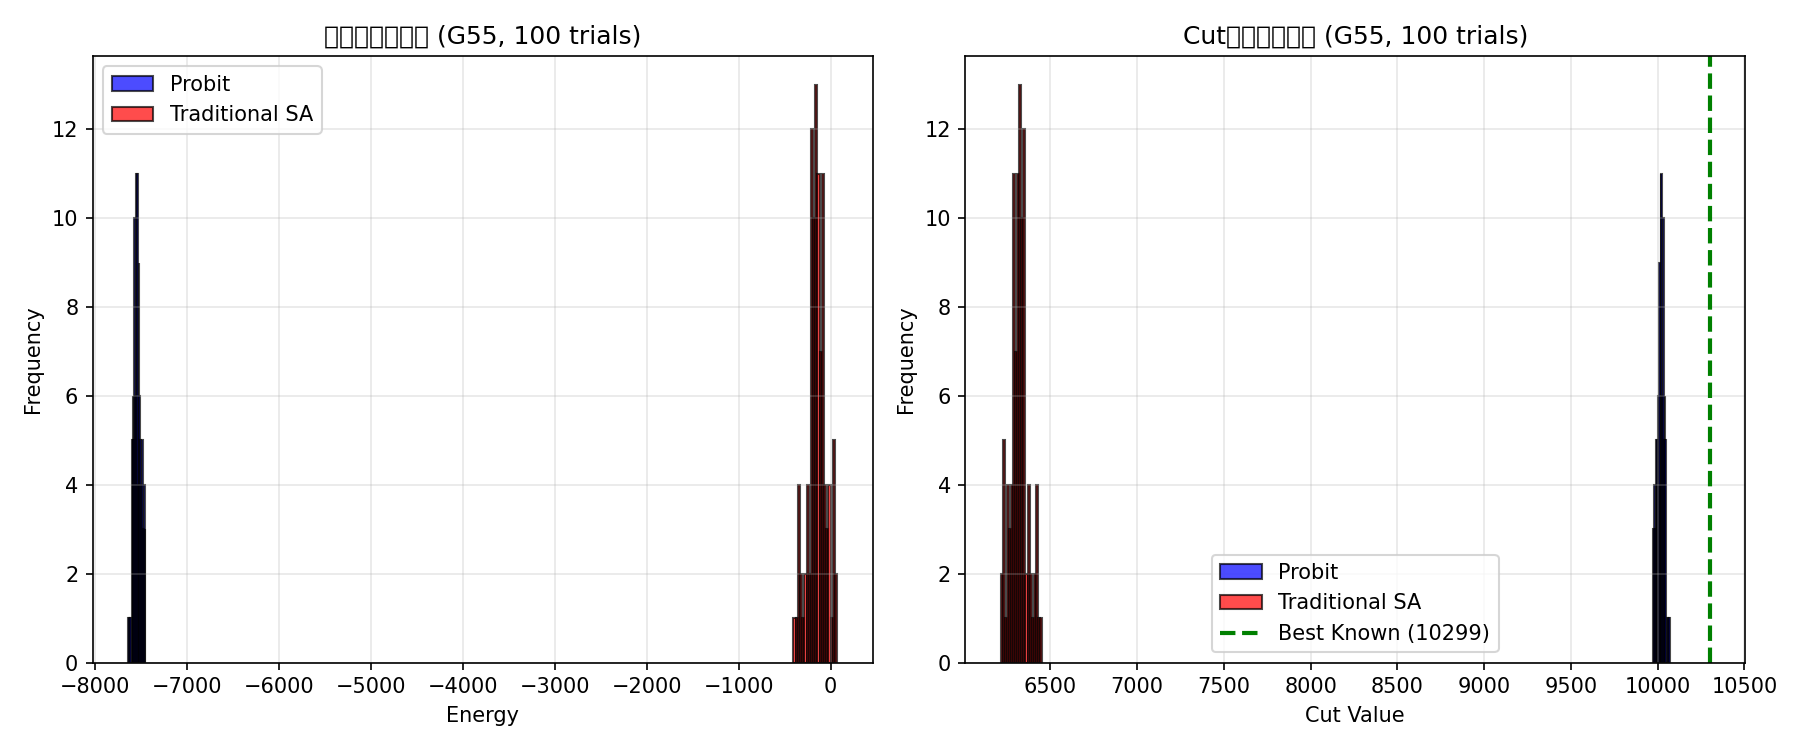 (G55, 100 trials)
Probit
Traditional SA
12
10
8
6
4
2
0
Frequency
−8000 −7000 −6000 −5000 −4000 −3000 −2000 −1000 0
Energy
Cut (G55, 100 trials)
12
10
8
6
4
2
0
Frequency
Probit
Traditional SA
Best Known (10299)
6500 7000 7500 8000 8500 9000 9500 10000 10500
Cut Value